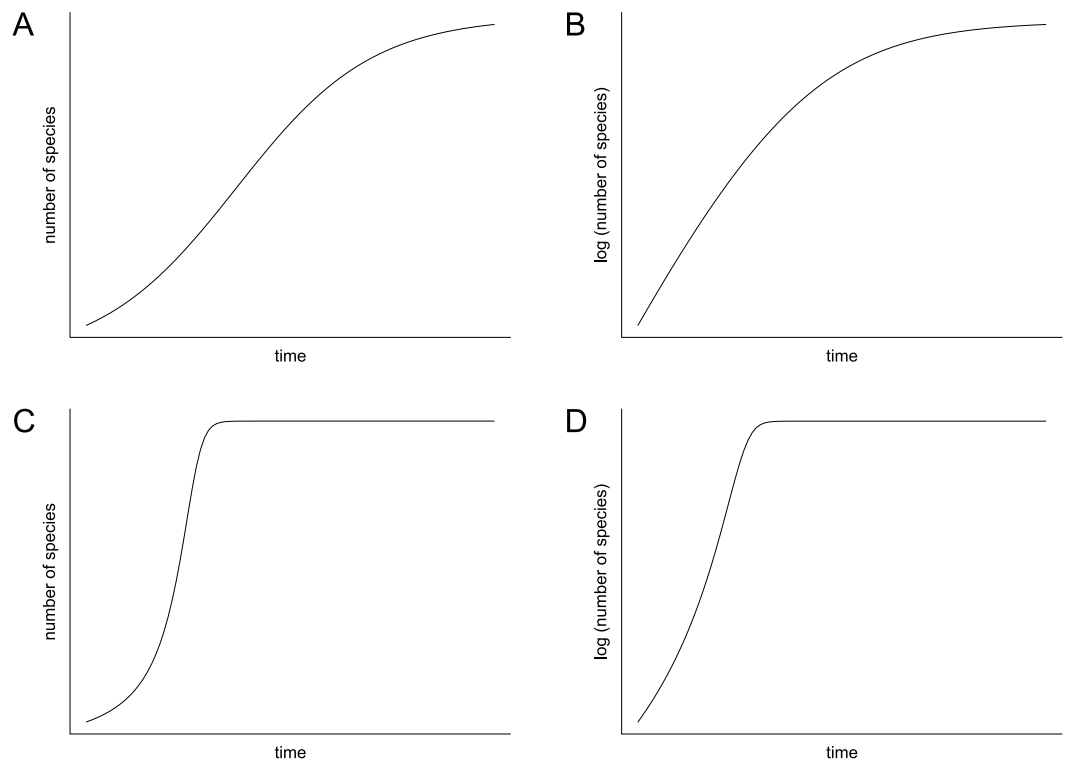 A
number of species
time
B
log (number of species)
time
C
number of species
time
D
log (number of species)
time